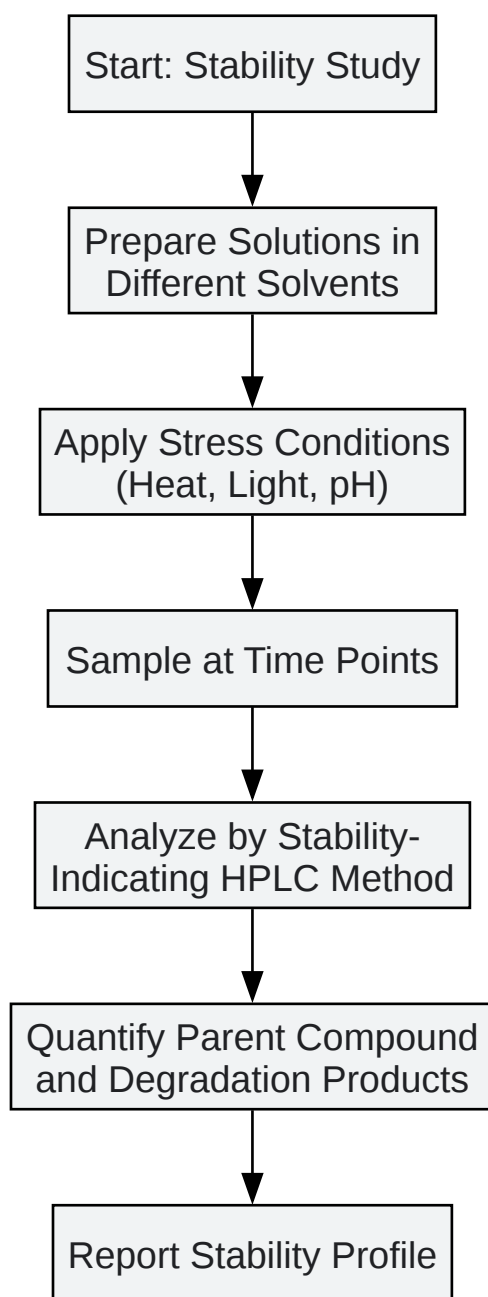 Start: Stability Study
Prepare Solutions in
Different Solvents
Apply Stress Conditions
(Heat, Light, pH)
Sample at Time Points
Analyze by Stability-
Indicating HPLC Method
Quantify Parent Compound
and Degradation Products
Report Stability Profile